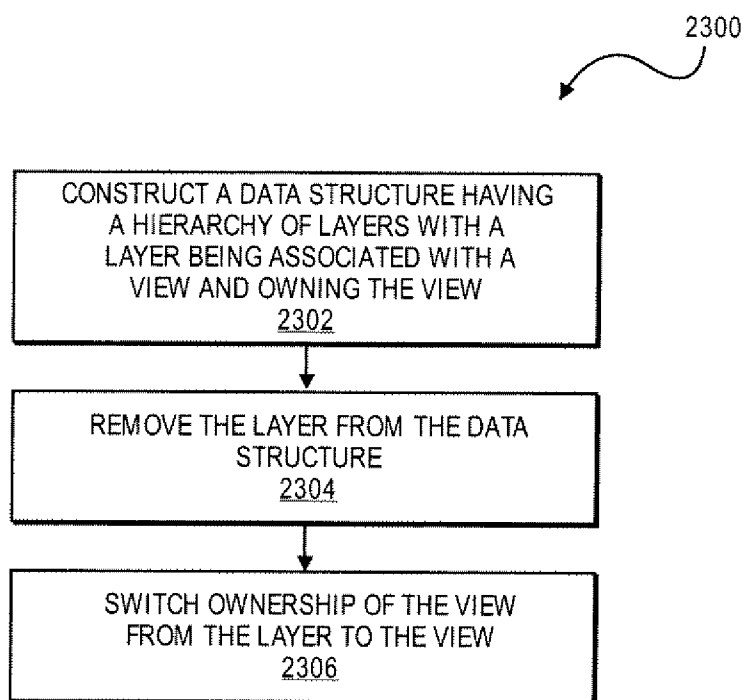 2300
CONSTRUCT A DATA STRUCTURE HAVING
A HIERARCHY OF LAYERS WITH A
LAYER BEING ASSOCIATED WITH A
VIEW AND OWNING THE VIEW
2302
REMOVE THE LAYER FROM THE DATA
STRUCTURE
2304
SWITCH OWNERSHIP OF THE VIEW
FROM THE LAYER TO THE VIEW
2306